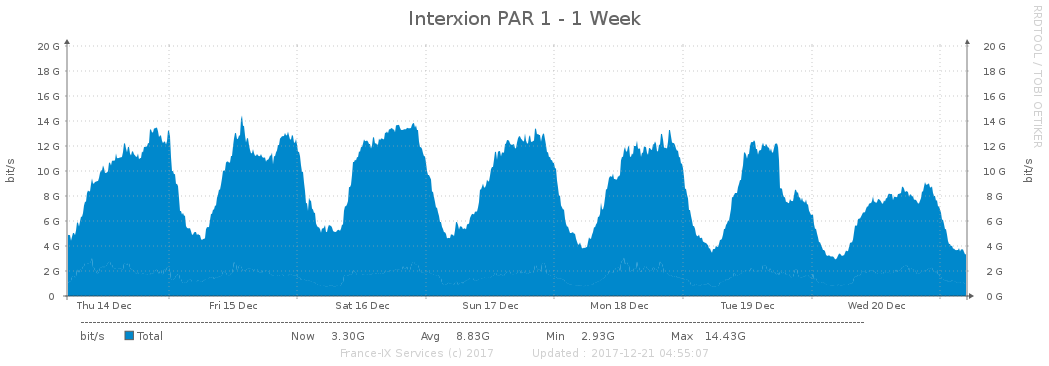 Interxion PAR 1 - 1 Week
RRDTOOL / TOBI OETIKER
20 G 20 G
18 G 18 G
16 G 16 G
14 G 14 G
12 G 12 G
10 G 10 G
8 G 8 G
6 G 6 G
4 G 4 G
2 G 2 G
0 0 G
bit/s
bit/s
Thu 14 Dec Fri 15 Dec Sat 16 Dec Sun 17 Dec Mon 18 Dec Tue 19 Dec Wed 20 Dec
bit/s Total Now 3.30G Avg 8.83G Min 2.93G Max 14.43G
France-IX Services (c) 2017 Updated : 2017-12-21 04:55:07